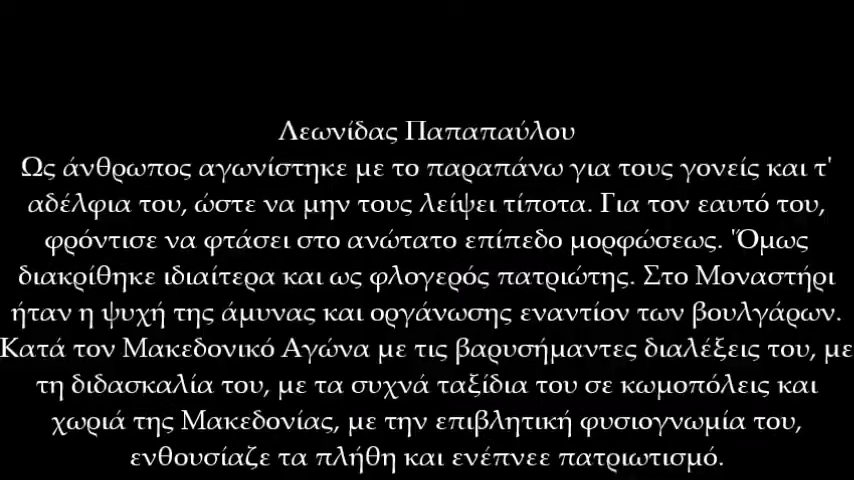 Λεωνίδας Παπαπαύλου
Ως άνθρωπος αγωνίστηκε με το παραπάνω για τους γονείς και τ'
αδέλφια του, ώστε να μην τους λείψει τίποτα. Για τον εαυτό του,
φρόντισε να φτάσει στο ανώτατο επίπεδο μορφώσεως. Όμως
διακρίθηκε ιδιαίτερα και ως φλογερός πατριώτης. Στο Μοναστήρι
ήταν η ψυχή της άμυνας και οργάνωσης εναντίον των βουλγάρων.
Κατά τον Μακεδονικό Αγώνα με τις βαρυσήμαντες διαλέξεις του, με
τη διδασκαλία του, με τα συχνά ταξίδια του σε κωμοπόλεις και
χωριά της Μακεδονίας, με την επιβλητική φυσιογνωμία του,
ενθουσίαζε τα πλήθη και ενέπνεε πατριωτισμό.